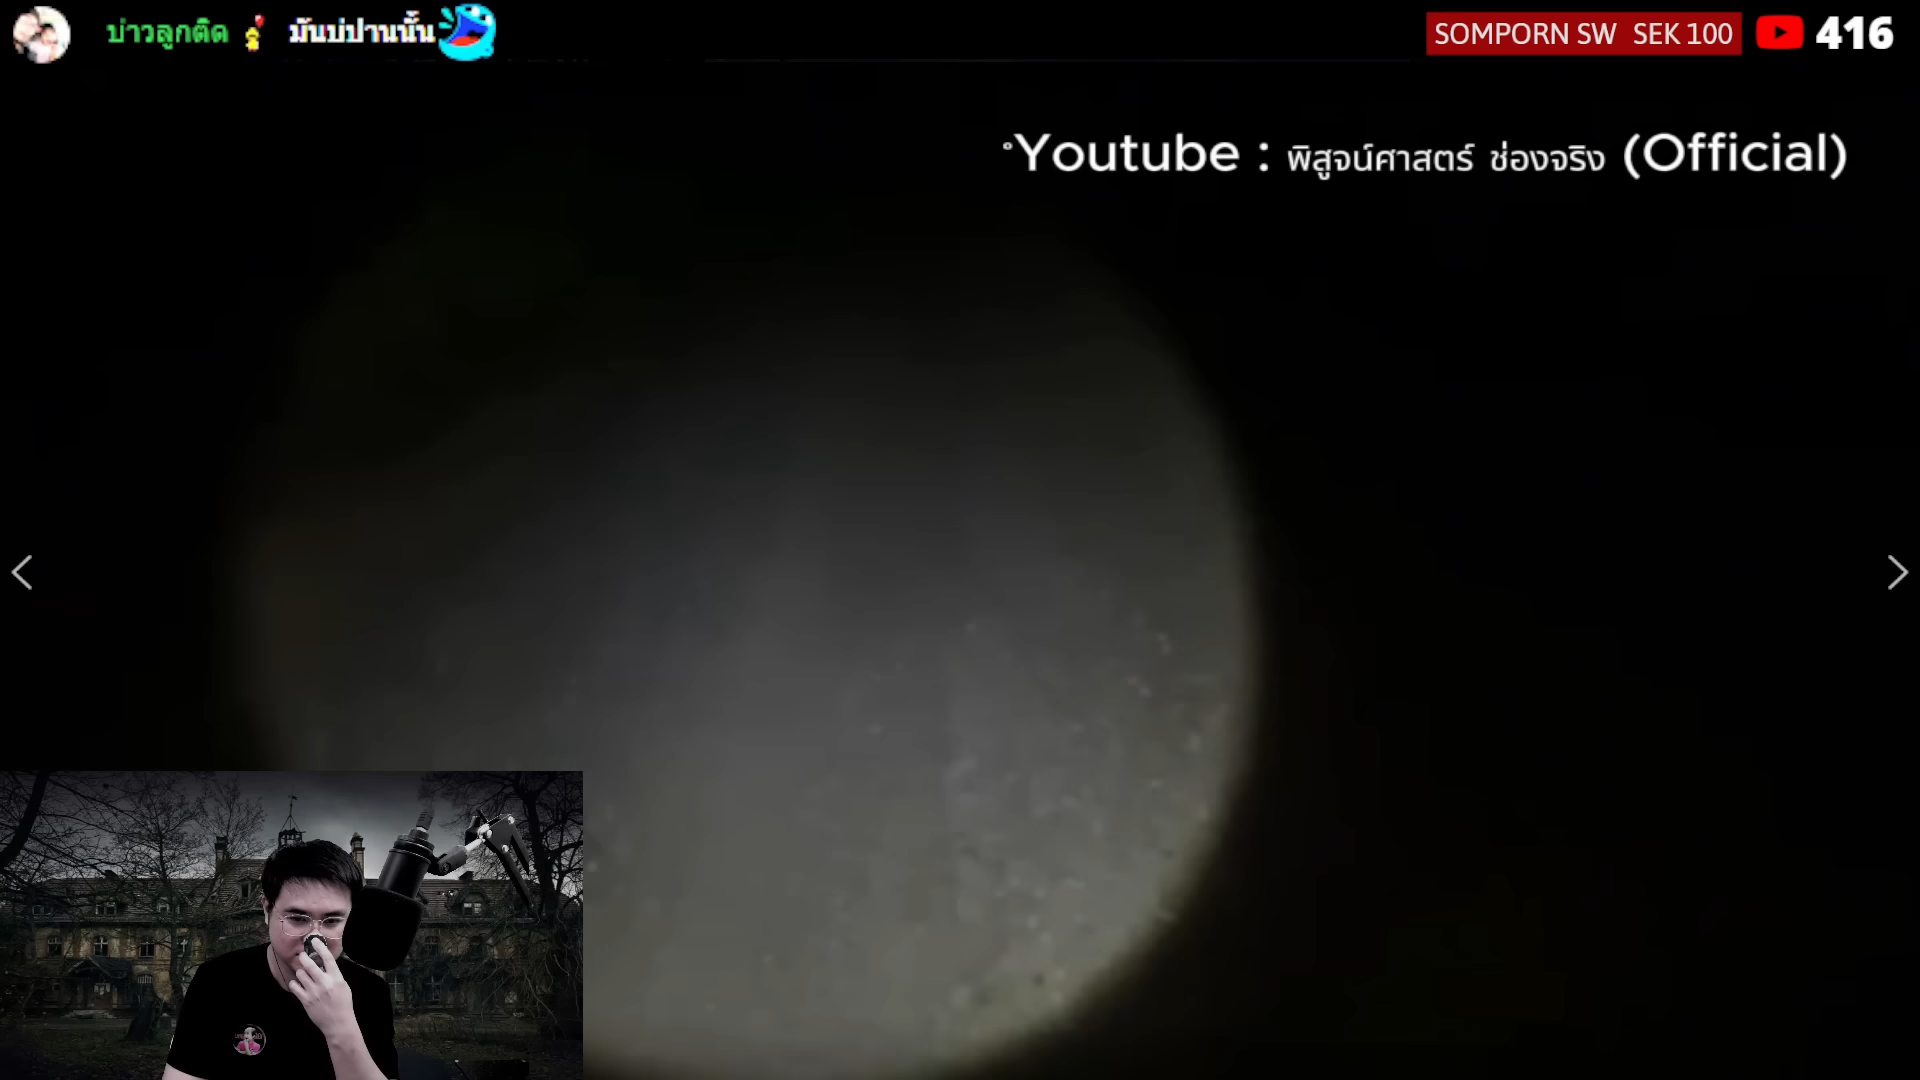 บ่าวลูกติด มันบ่ปานนั้น
SOMPORN SW SEK 100 416
Youtube : พิสูจน์ศาสตร์ ช่องจริง (Official)